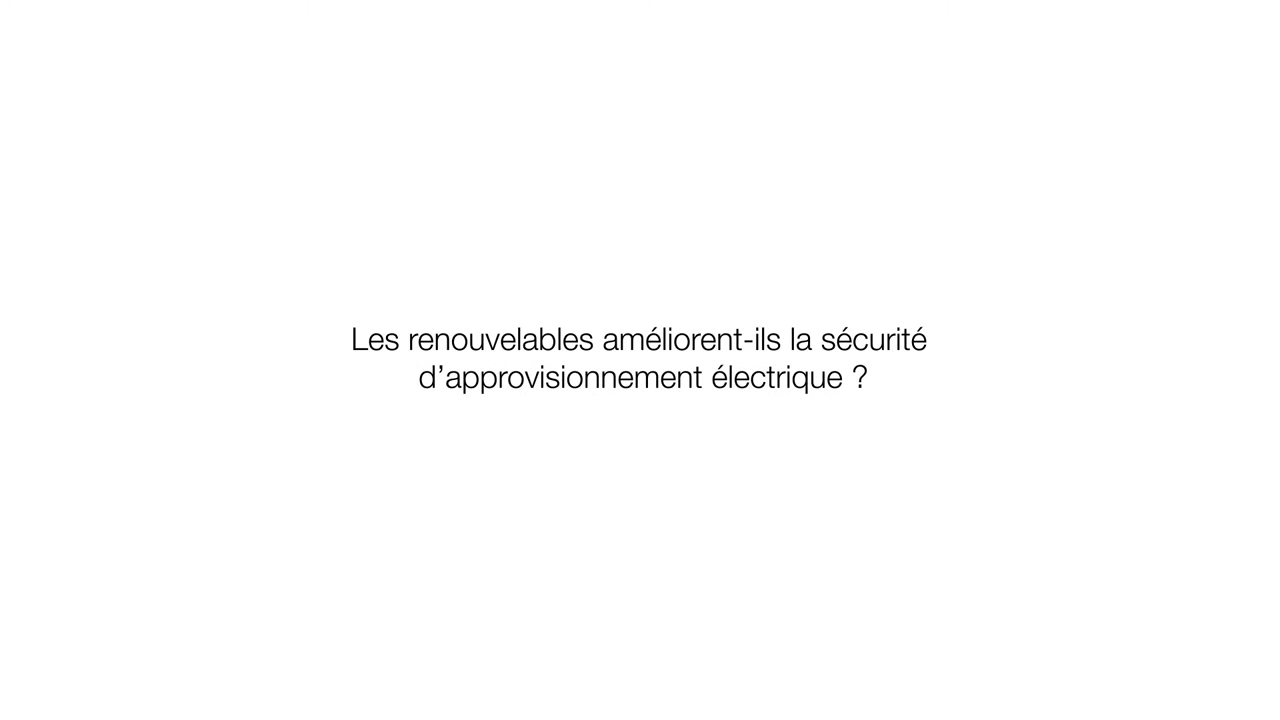 Les renouvelables améliorent-ils la sécurité
d’approvisionnement électrique ?